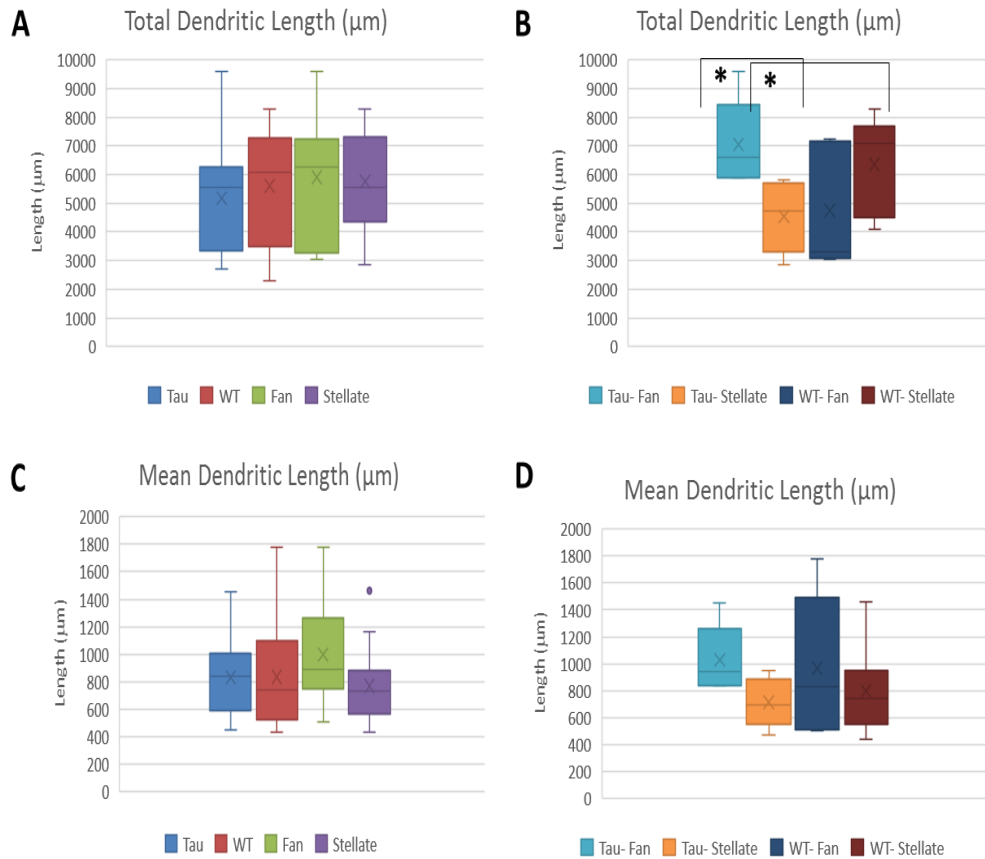 A
Total Dendritic Length (µm)
10000
9000
8000
7000
6000
5000
4000
3000
2000
1000
0
Length (µm)
Tau WT Fan Stellate
B
Total Dendritic Length (µm)
10000
9000
8000
7000
6000
5000
4000
3000
2000
1000
0
Length (µm)
* *
Tau- Fan Tau- Stellate WT- Fan WT- Stellate
C
Mean Dendritic Length (µm)
2000
1800
1600
1400
1200
1000
800
600
400
200
0
Length (µm)
Tau WT Fan Stellate
D
Mean Dendritic Length (µm)
2000
1800
1600
1400
1200
1000
800
600
400
200
0
Length (µm)
Tau- Fan Tau- Stellate WT- Fan WT- Stellate